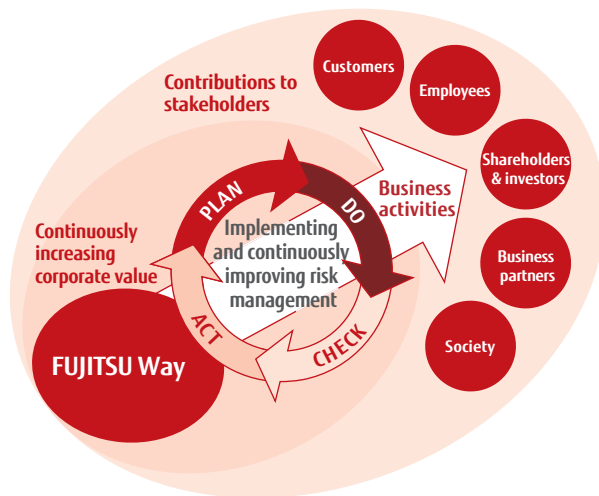 Customers
Contributions to
stakeholders
Employees
Shareholders
& investors
Business
activities
PLAN
DO
Implementing
and continuously
improving risk
management
Continuously
increasing
corporate value
Business
partners
ACT
CHECK
Society
FUJITSU Way